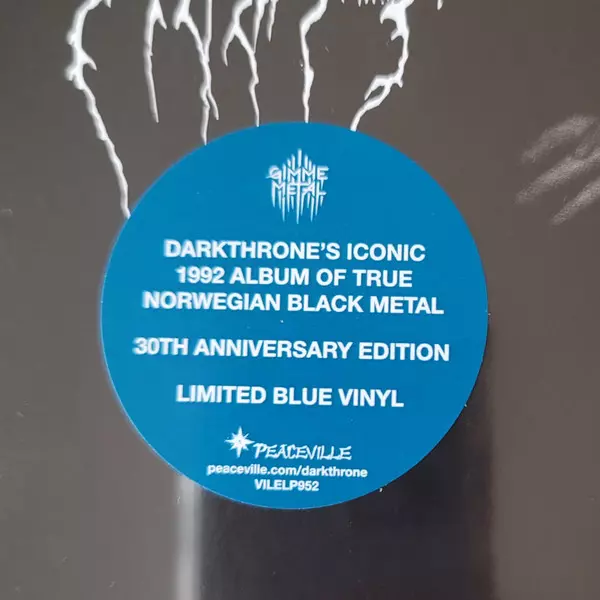 GIMME
METAL
DARKTHRONE'S ICONIC
1992 ALBUM OF TRUE
NORWEGIAN BLACK METAL
30TH ANNIVERSARY EDITION
LIMITED BLUE VINYL
PEACEVILLE
peaceville.com/darkthrone
VILELP952